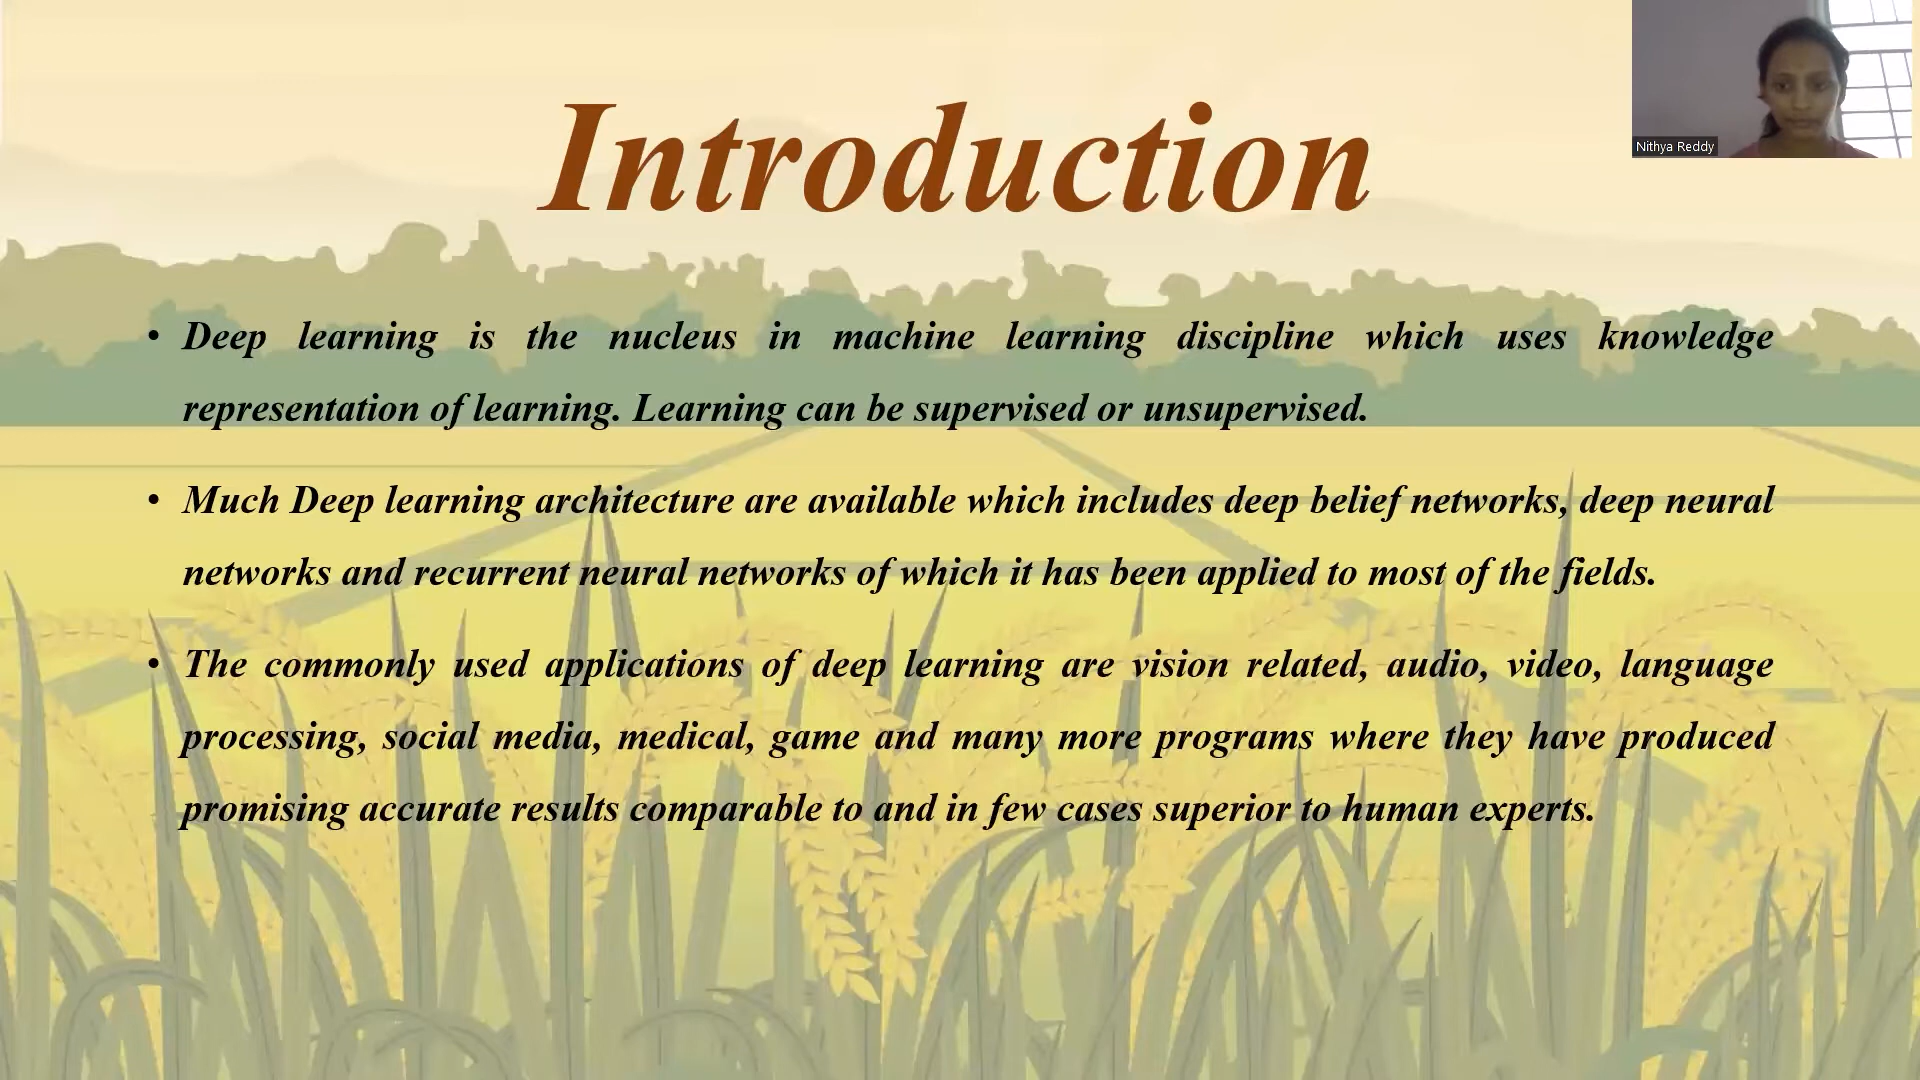 Introduction
Nithya Reddy
• Deep learning is the nucleus in machine learning discipline which uses knowledge
representation of learning. Learning can be supervised or unsupervised.
• Much Deep learning architecture are available which includes deep belief networks, deep neural
networks and recurrent neural networks of which it has been applied to most of the fields.
• The commonly used applications of deep learning are vision related, audio, video, language
processing, social media, medical, game and many more programs where they have produced
promising accurate results comparable to and in few cases superior to human experts.